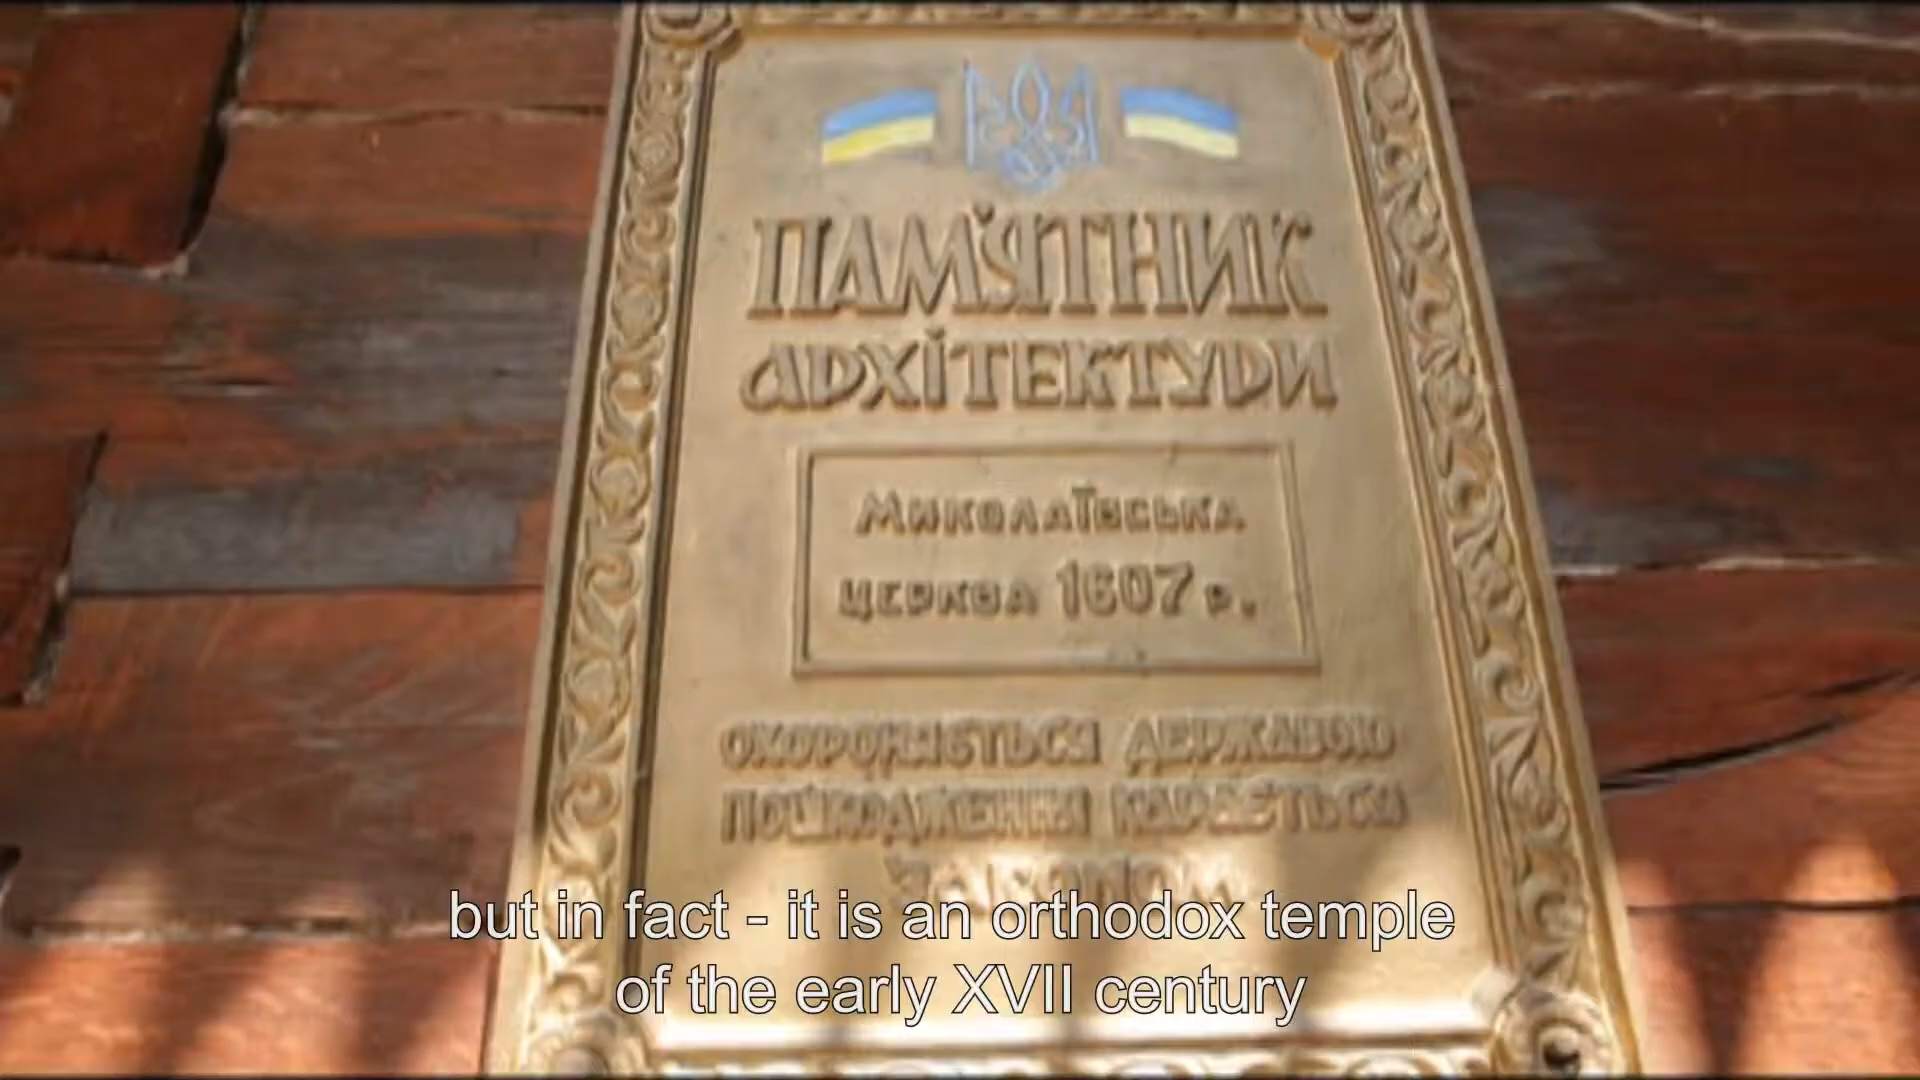 ПАМ'ЯТНИК
АРХІТЕКТУРИ
МИКОЛАЇВСЬКА
ЦЕРКВА 1607 р.
ОХОРОНЯЄТЬСЯ ДЕРЖАВОЮ
ПОШКОДЖЕННЯ КАРАЄТЬСЯ
ЗАКОНОМ
but in fact - it is an orthodox temple
of the early XVII century